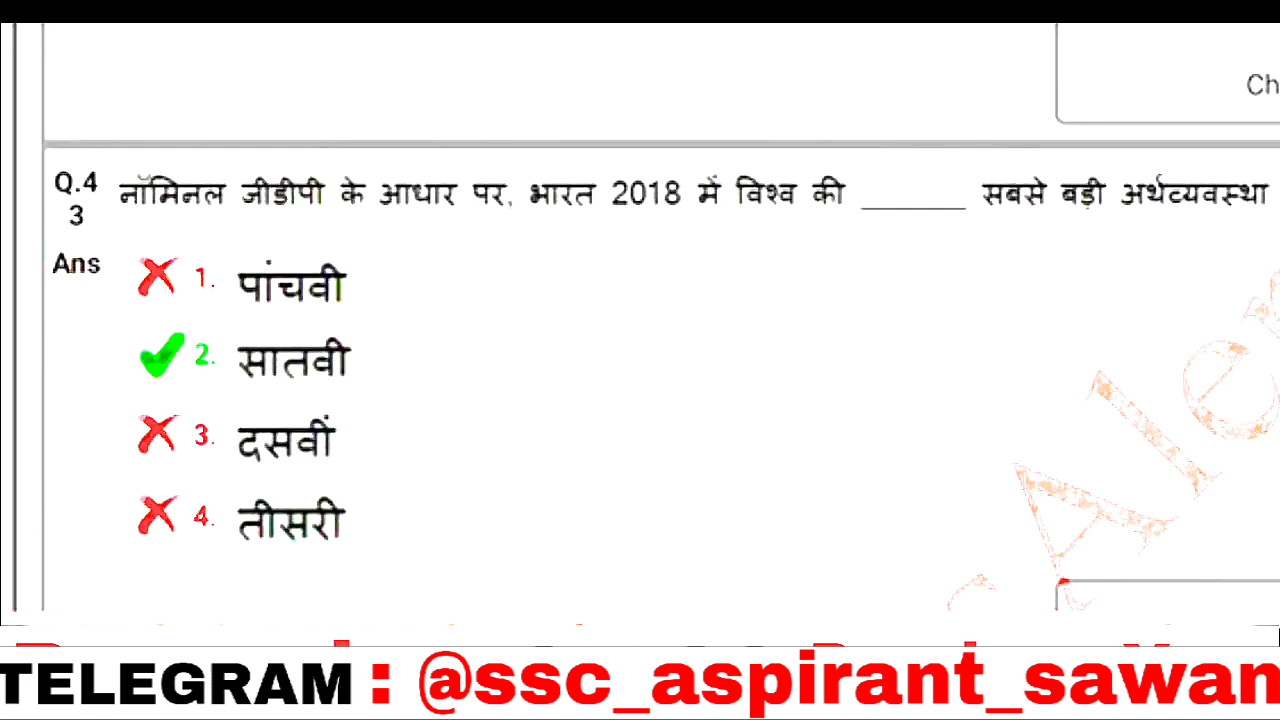 Ch
Q.4 नॉमिनल जीडीपी के आधार पर, भारत 2018 में विश्व की _______ सबसे बड़ी अर्थव्यवस्था
3
Ans 1. पांचवी
2. सातवी
3. दसवीं
4. तीसरी
TELEGRAM : @ssc_aspirant_sawan